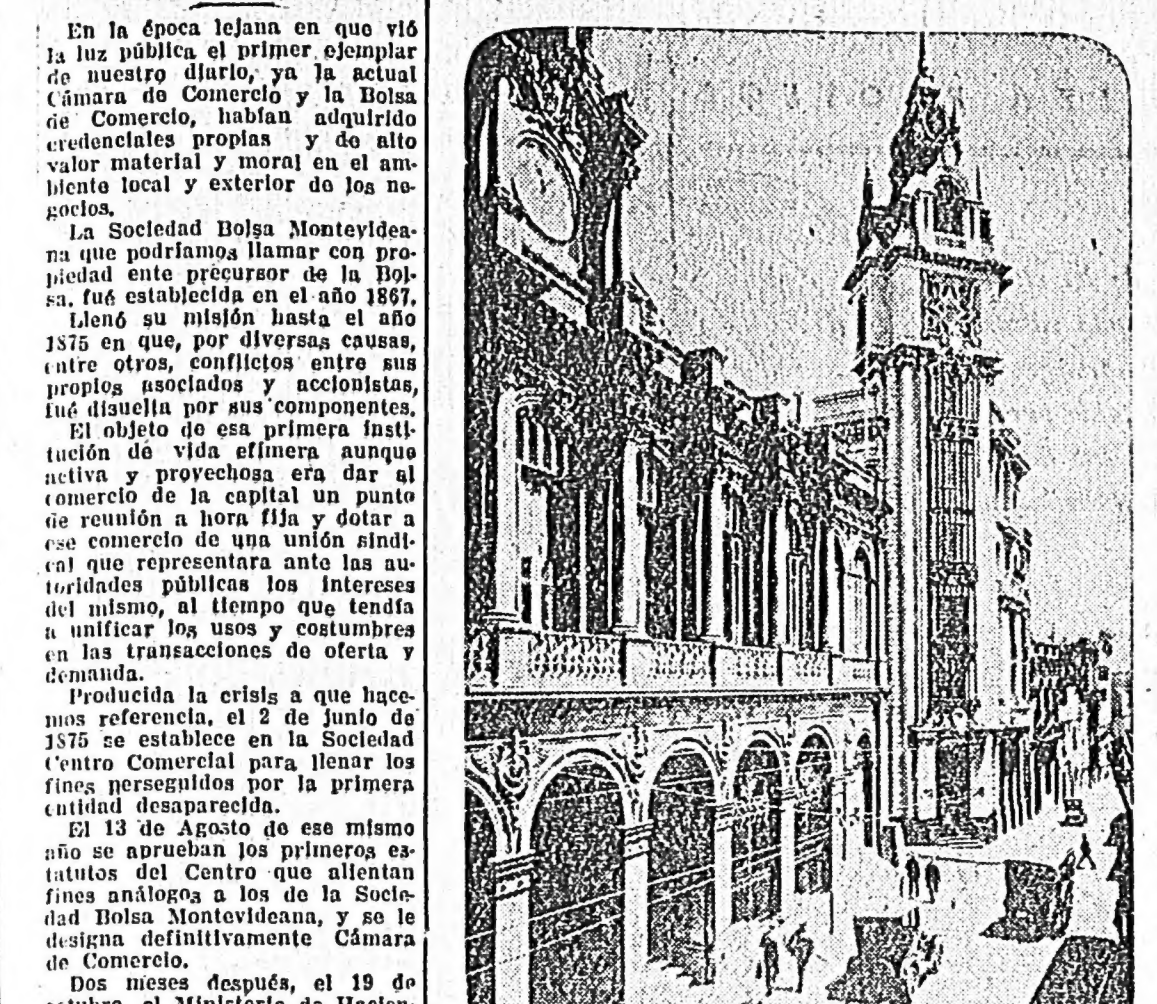 En la época lejana en que vió
la luz pública el primer ejemplar
de nuestro diario, ya la actual
Cámara de Comercio y la Bolsa
de Comercio, habían adquirido
credenciales propias y de alto
valor material y moral en el am-
biente local y exterior de los ne-
gocios.
La Sociedad Bolsa Montevidea-
na que podríamos llamar con pro-
piedad ente precursor de la Bol-
sa, fué establecida en el año 1867.
Llenó su misión hasta el año
1875 en que, por diversas causas,
entre otros, conflictos entre sus
propios asociados y accionistas,
fué disuelta por sus componentes.
El objeto de esa primera insti-
tución de vida efímera aunque
activa y provechosa era dar al
comercio de la capital un punto
de reunión a hora fija y dotar a
ese comercio de una unión sindi-
cal que representara ante las au-
toridades públicas los intereses
del mismo, al tiempo que tendía
a unificar los usos y costumbres
en las transacciones de oferta y
demanda.
Producida la crisis a que hace-
mos referencia, el 2 de junio de
1875 se establece en la Sociedad
Centro Comercial para llenar los
fines perseguidos por la primera
entidad desaparecida.
El 13 de Agosto de ese mismo
año se aprueban los primeros es-
tatutos del Centro que alientan
fines análogos a los de la Socie-
dad Bolsa Montevideana, y se le
designa definitivamente Cámara
de Comercio.
Dos meses después, el 19 de
octubre, el Ministerio de Hacien-